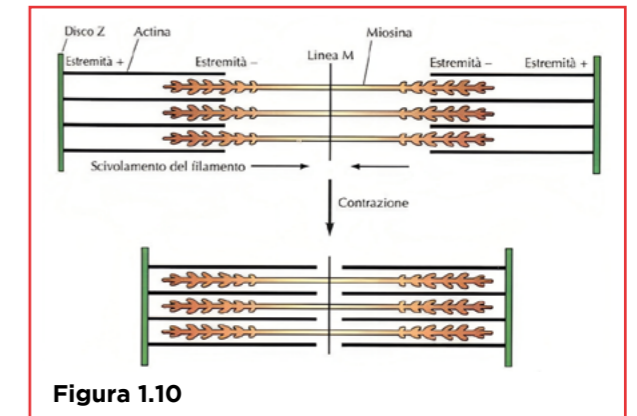 Disco Z Actina Miosina
Estremità + Estremità − Linea M Estremità − Estremità +
Scivolamento del filamento
Contrazione
Figura 1.10